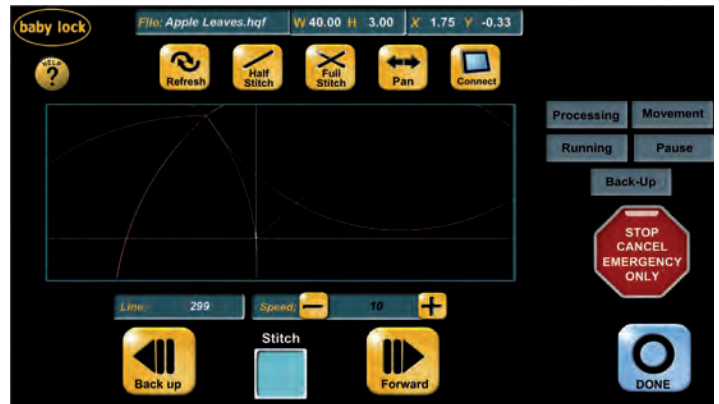 baby lock
File: Apple Leaves.hqf
W 40.00 H 3.00
X 1.75 Y -0.33
HELP
?
Refresh
Half
Stitch
Full
Stitch
Pan
Connect
Processing
Movement
Running
Pause
Back-Up
STOP
CANCEL
EMERGENCY
ONLY
Line: 299
Speed: 10
Back up
Stitch
Forward
DONE